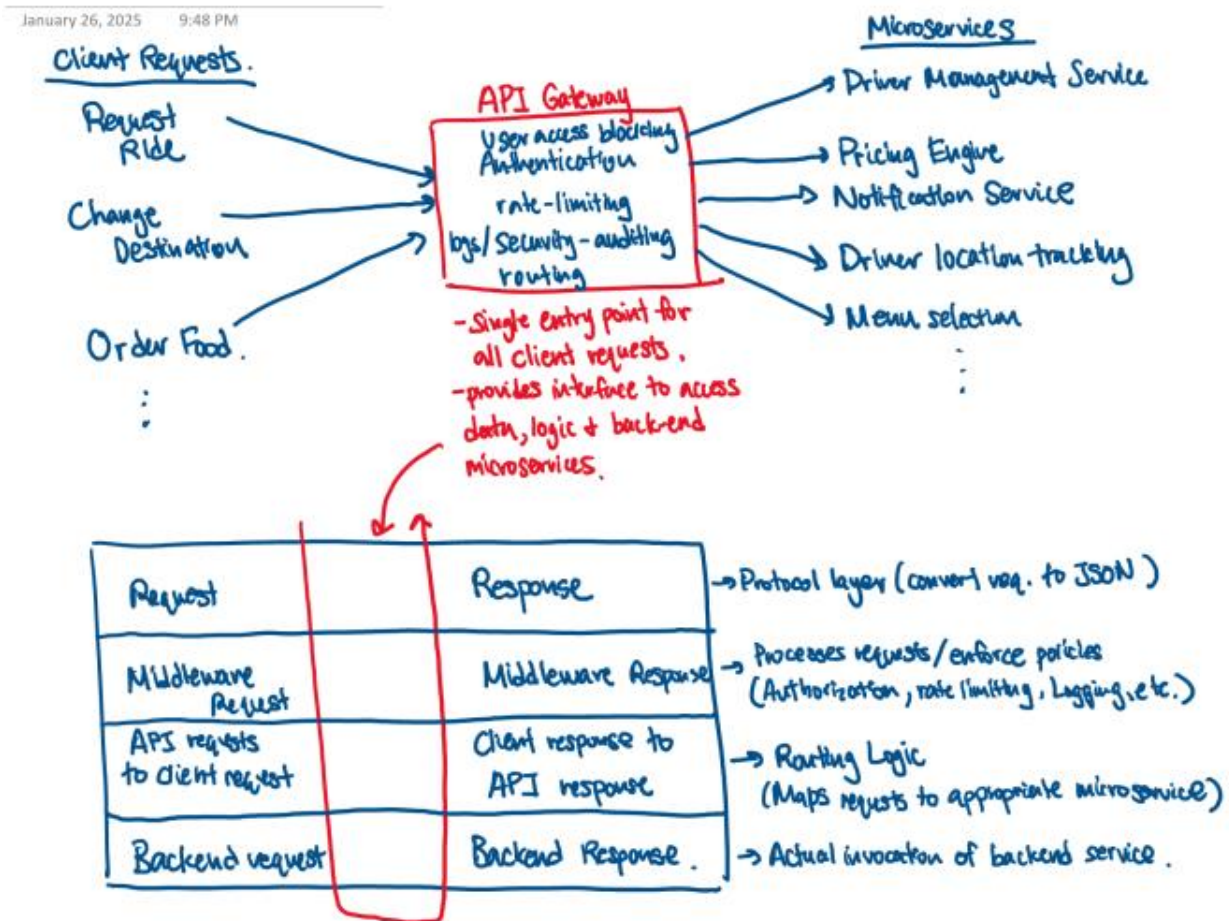 January 26, 2025 9:48 PM
Client Requests.
Request
Ride
Change
Destination
Order Food.
API Gateway
User access blocking
Authentication
rate-limiting
logs/security-auditing
routing
- Single entry point for
all client requests.
- provides interface to access
data, logic & back-end
microservices.
Microservices
Driver Management Service
Pricing Engine
Notification Service
Driver location tracking
Menu selection
Request
Response
→ Protocol layer (convert req. to JSON)
Middleware
Request
Middleware Response
→ Processes requests/enforce policies
(Authorization, rate limiting, Logging, etc.)
API requests
to client request
Client response to
API response
→ Routing Logic
(Maps requests to appropriate microservice)
Backend request
Backend Response.
→ Actual invocation of backend service.